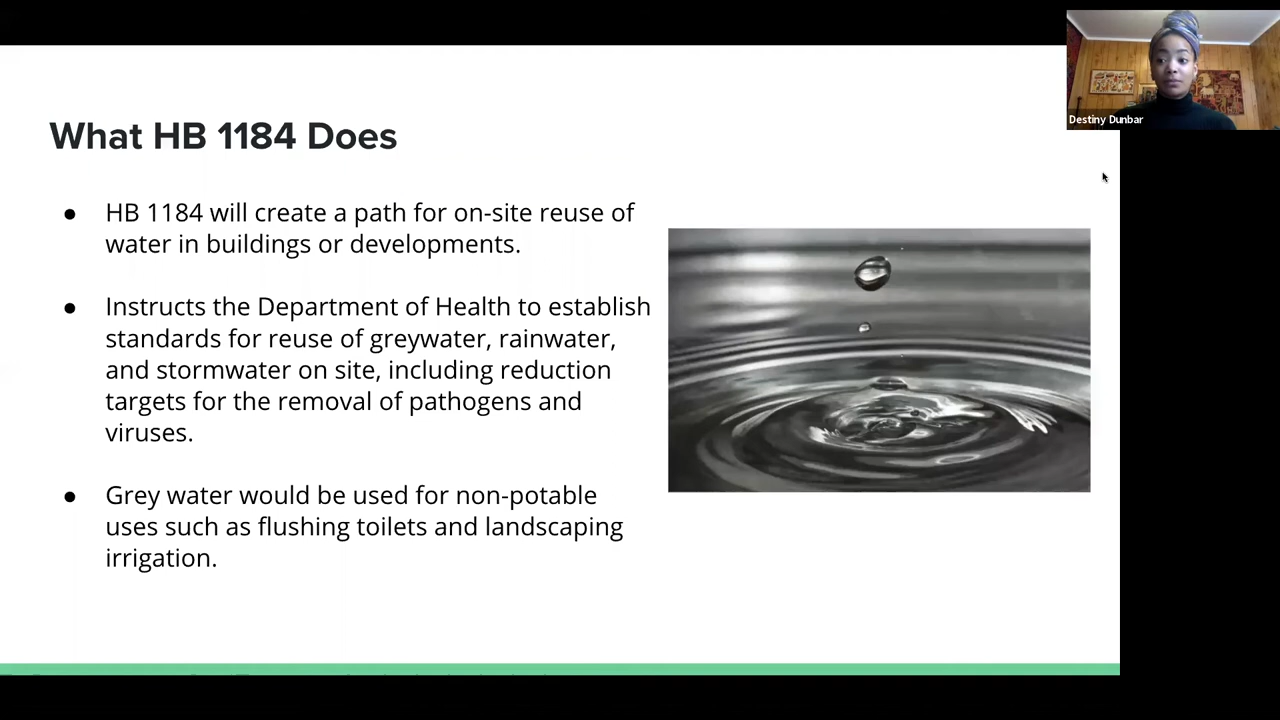 Destiny Dunbar
What HB 1184 Does
● HB 1184 will create a path for on-site reuse of
water in buildings or developments.
● Instructs the Department of Health to establish
standards for reuse of greywater, rainwater,
and stormwater on site, including reduction
targets for the removal of pathogens and
viruses.
● Grey water would be used for non-potable
uses such as flushing toilets and landscaping
irrigation.